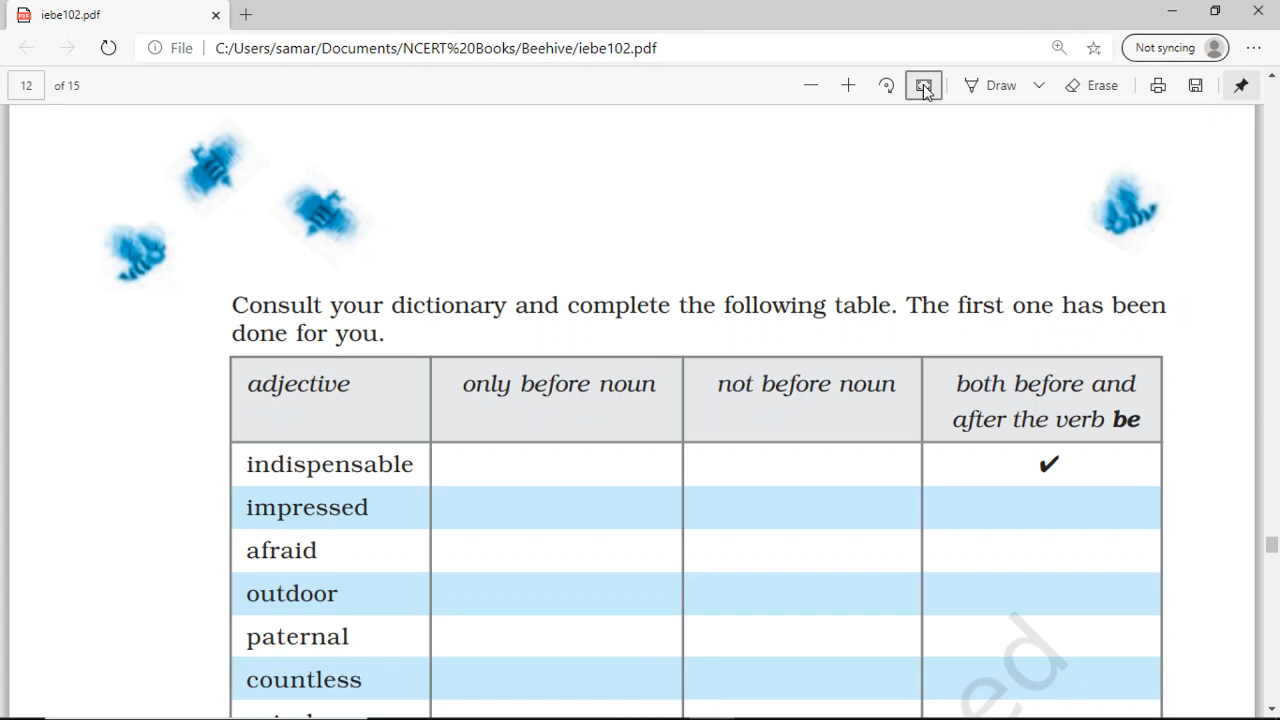 iebe102.pdf
File
C:/Users/samar/Documents/NCERT%20Books/Beehive/iebe102.pdf
Not syncing
12 of 15
Draw
Erase
Consult your dictionary and complete the following table. The first one has been
done for you.
adjective only before noun not before noun both before and
after the verb be
indispensable ✔
impressed
afraid
outdoor
paternal
countless